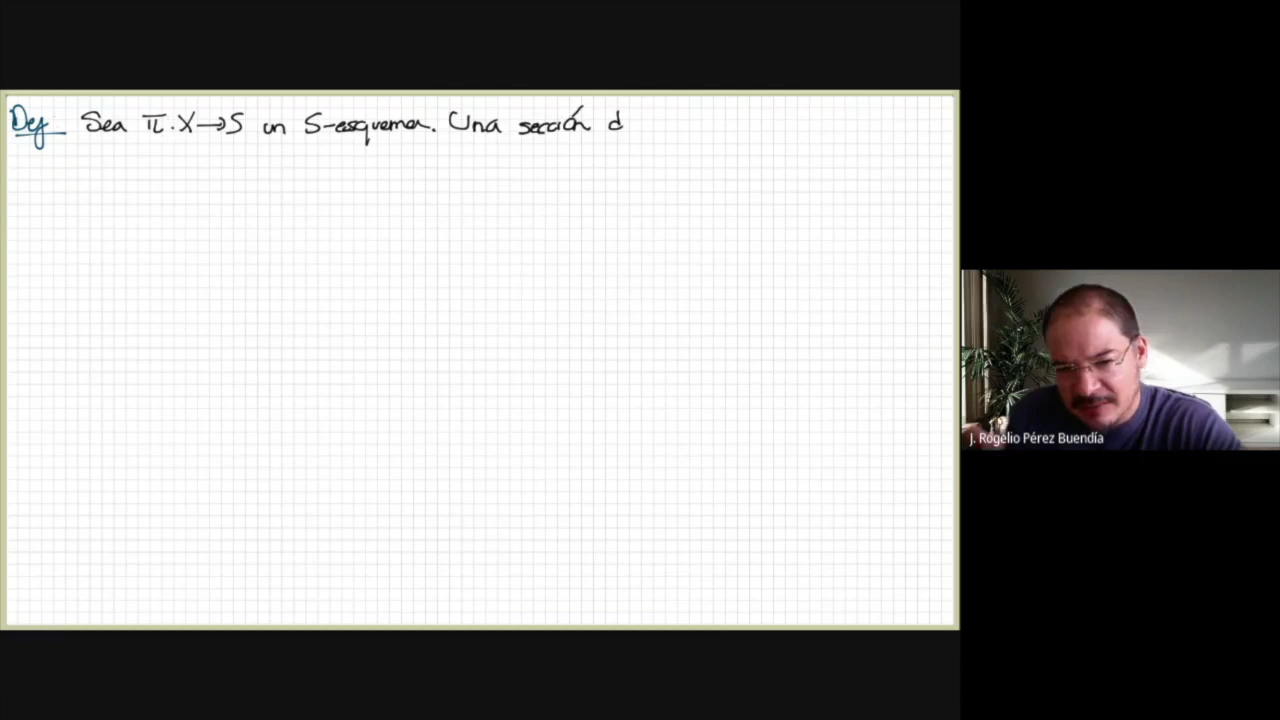 Def Sea π: X→S un S-esquema. Una sección d
J. Rogelio Pérez Buendía